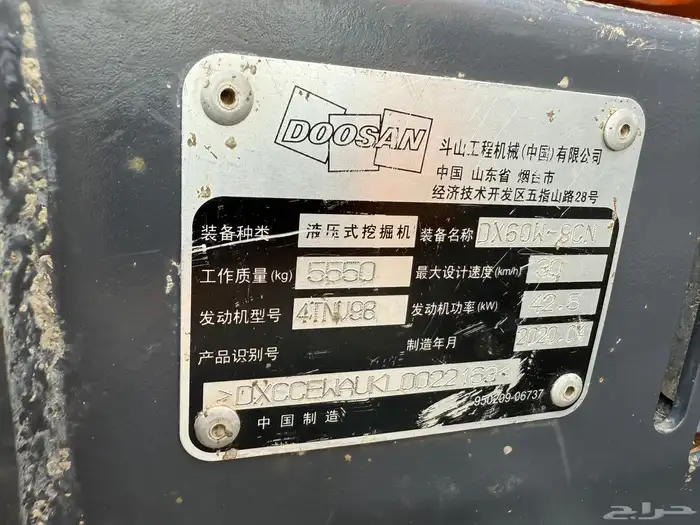 DOOSAN
斗山工程机械(中国)有限公司
中国 山东省 烟台市
经济技术开发区五指山路28号
装备种类 液压式挖掘机 装备名称 DX60W-9CN
工作质量(kg) 5550 最大设计速度(km/h) 30
发动机型号 4TNV98 发动机功率(kW) 42.5
产品识别号 制造年月 2020.04
中国制造 950209-06737
حراج